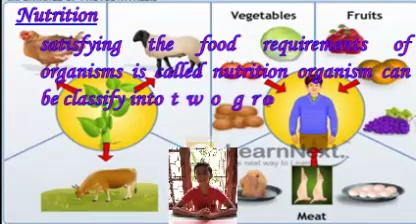 Nutrition
Vegetables
Fruits
satisfying the food requirements of
organisms is called nutrition organism can
be classify into t w o g r o
LearnNext
Meat